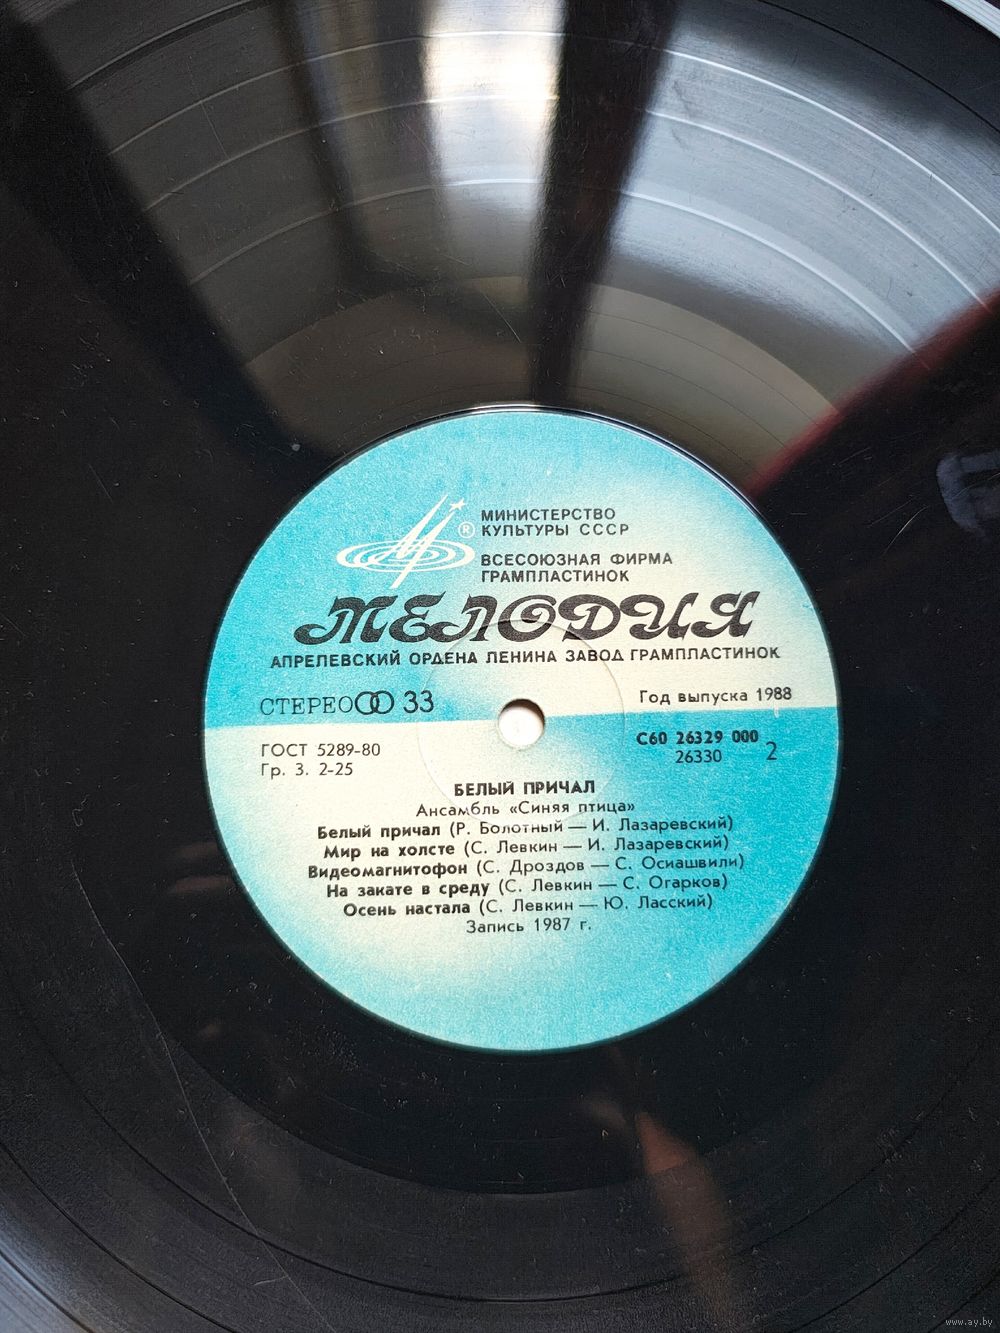 МИНИСТЕРСТВО
КУЛЬТУРЫ СССР
®
ВСЕСОЮЗНАЯ ФИРМА
ГРАМПЛАСТИНОК
МЕЛОДИЯ
АПРЕЛЕВСКИЙ ОРДЕНА ЛЕНИНА ЗАВОД ГРАМПЛАСТИНОК
СТЕРЕО 33
Год выпуска 1988
ГОСТ 5289-80
Гр. 3. 2-25
С60 26329 000
26330 2
БЕЛЫЙ ПРИЧАЛ
Ансамбль «Синяя птица»
Белый причал (Р. Болотный — И. Лазаревский)
Мир на холсте (С. Левкин — И. Лазаревский)
Видеомагнитофон (С. Дроздов — С. Осиашвили)
На закате в среду (С. Левкин — С. Огарков)
Осень настала (С. Левкин — Ю. Ласский)
Запись 1987 г.
www.ay.by